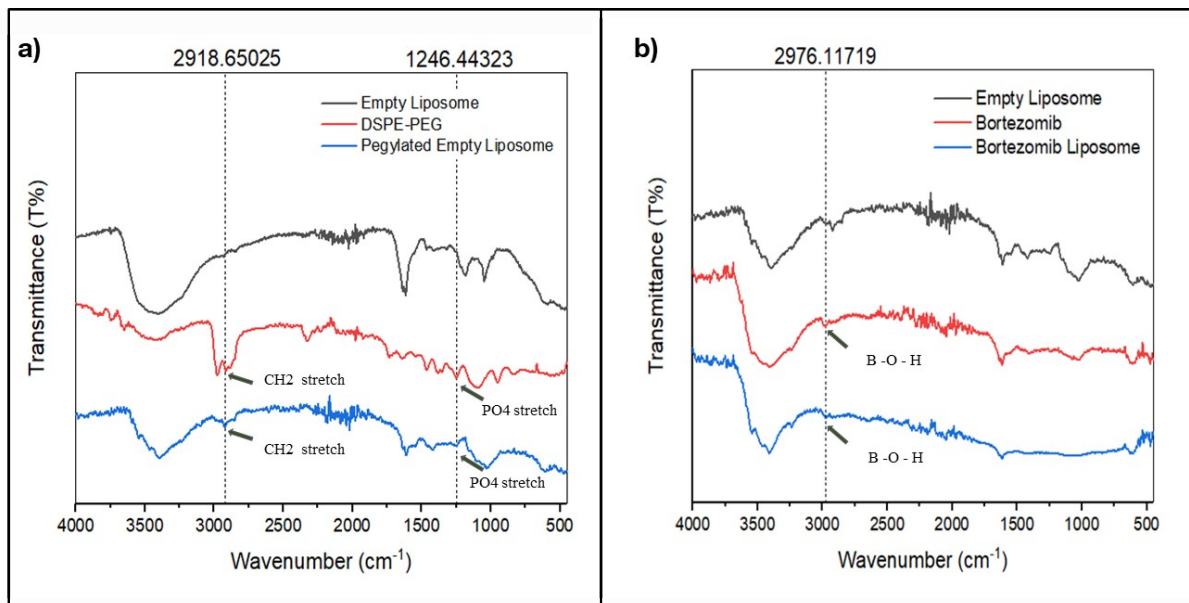 a)
2918.65025 1246.44323
Empty Liposome
DSPE-PEG
Pegylated Empty Liposome
Transmittance (T%)
CH2 stretch
PO4 stretch
CH2 stretch
PO4 stretch
4000 3500 3000 2500 2000 1500 1000 500
Wavenumber (cm-1)
b)
2976.11719
Empty Liposome
Bortezomib
Bortezomib Liposome
Transmittance (T%)
B -O - H
B -O - H
4000 3500 3000 2500 2000 1500 1000 500
Wavenumber (cm-1)